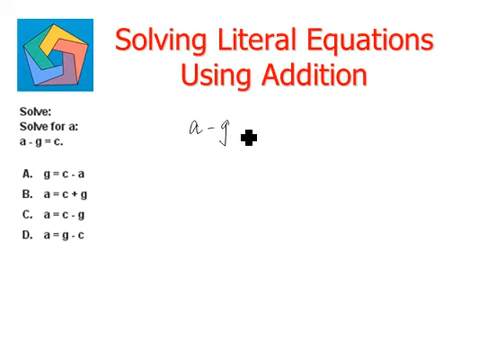 Solving Literal Equations
Using Addition
Solve:
Solve for a:
a - g = c.
A. g = c - a
B. a = c + g
C. a = c - g
D. a = g - c
a - g